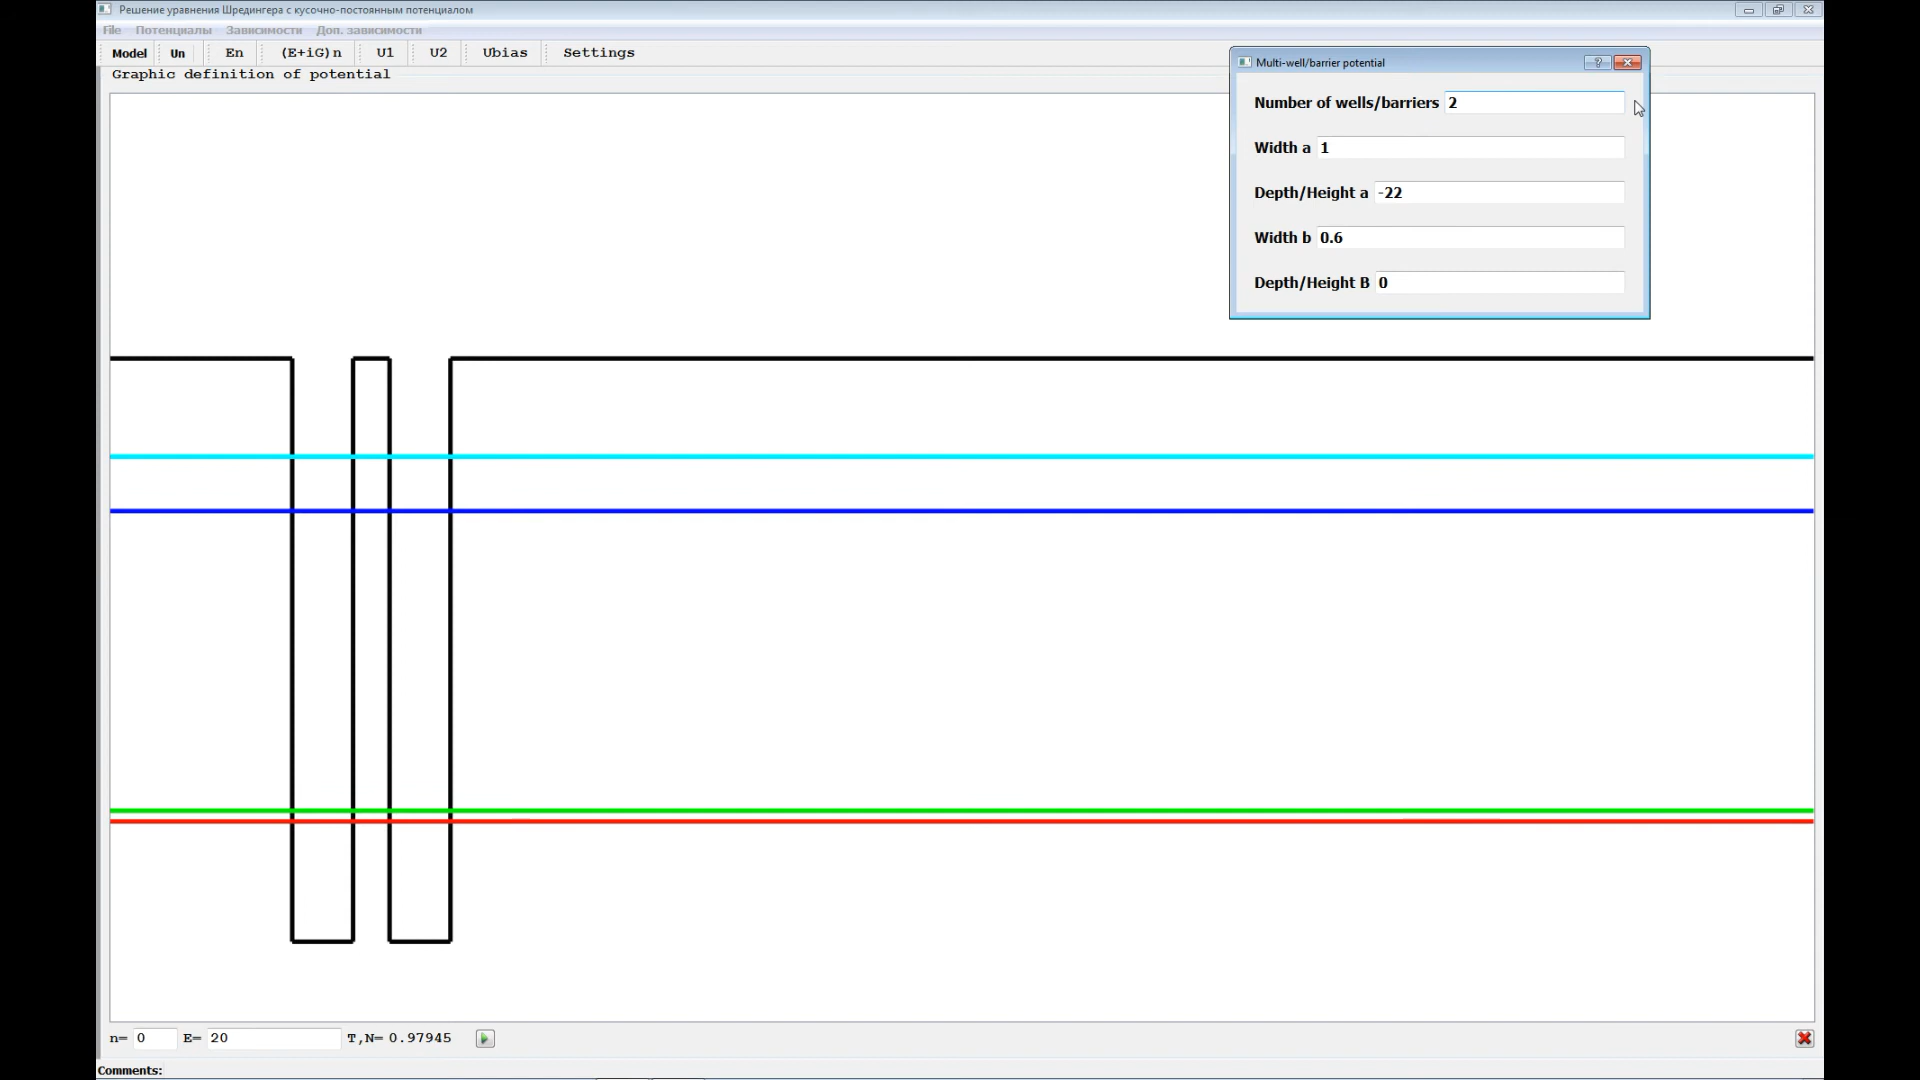 Решение уравнения Шредингера с кусочно-постоянным потенциалом
File Потенциалы Зависимости Доп. зависимости
Model Un En (E+iG)n U1 U2 Ubias Settings
Graphic definition of potential
Multi-well/barrier potential
Number of wells/barriers 2
Width a 1
Depth/Height a -22
Width b 0.6
Depth/Height B 0
n= 0 E= 20 T,N= 0.97945
Comments: